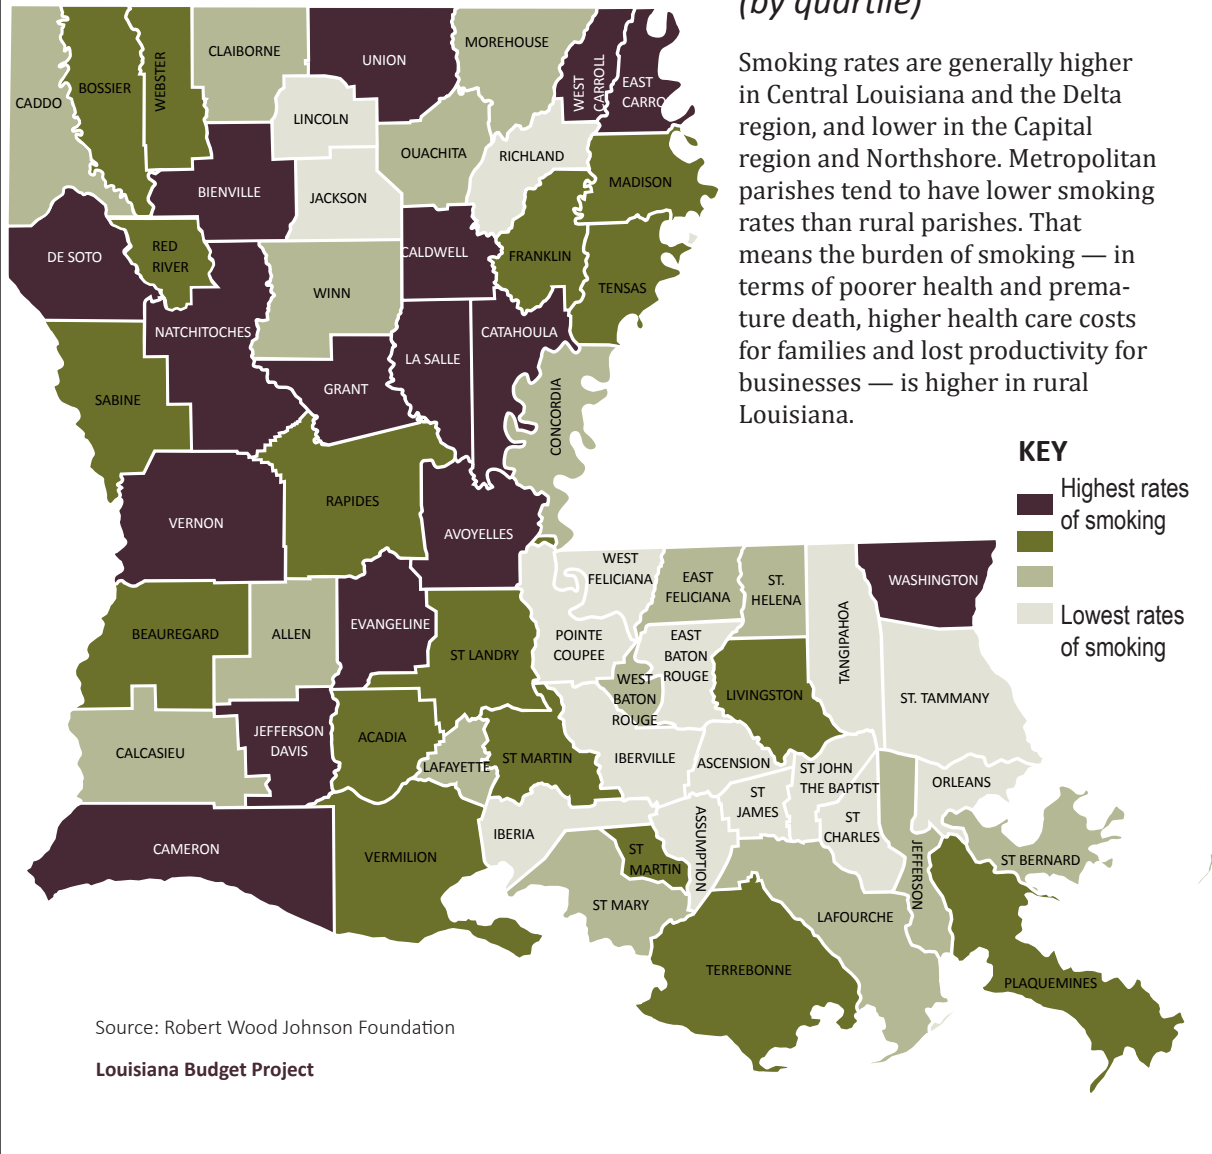 (by quartile)
Smoking rates are generally higher
in Central Louisiana and the Delta
region, and lower in the Capital
region and Northshore. Metropolitan
parishes tend to have lower smoking
rates than rural parishes. That
means the burden of smoking — in
terms of poorer health and prema-
ture death, higher health care costs
for families and lost productivity for
businesses — is higher in rural
Louisiana.
KEY
Highest rates
of smoking
Lowest rates
of smoking
CADDO
BOSSIER
WEBSTER
CLAIBORNE
UNION
MOREHOUSE
WEST
CARROLL
EAST
CARRO
LINCOLN
OUACHITA
RICHLAND
MADISON
BIENVILLE
JACKSON
DE SOTO
RED
RIVER
WINN
CALDWELL
FRANKLIN
TENSAS
NATCHITOCHES
LA SALLE
CATAHOULA
SABINE
GRANT
CONCORDIA
VERNON
RAPIDES
AVOYELLES
WEST
FELICIANA
EAST
FELICIANA
ST.
HELENA
TANGIPAHOA
WASHINGTON
BEAUREGARD
ALLEN
EVANGELINE
ST LANDRY
POINTE
COUPEE
EAST
BATON
ROUGE
WEST
BATON
ROUGE
LIVINGSTON
ST. TAMMANY
CALCASIEU
JEFFERSON
DAVIS
ACADIA
LAFAYETTE
ST MARTIN
IBERVILLE
ASCENSION
ST JOHN
THE BAPTIST
ORLEANS
CAMERON
VERMILION
IBERIA
ST
MARTIN
ASSUMPTION
ST
JAMES
ST
CHARLES
JEFFERSON
ST BERNARD
ST MARY
LAFOURCHE
TERREBONNE
PLAQUEMINES
Source: Robert Wood Johnson Foundation
Louisiana Budget Project